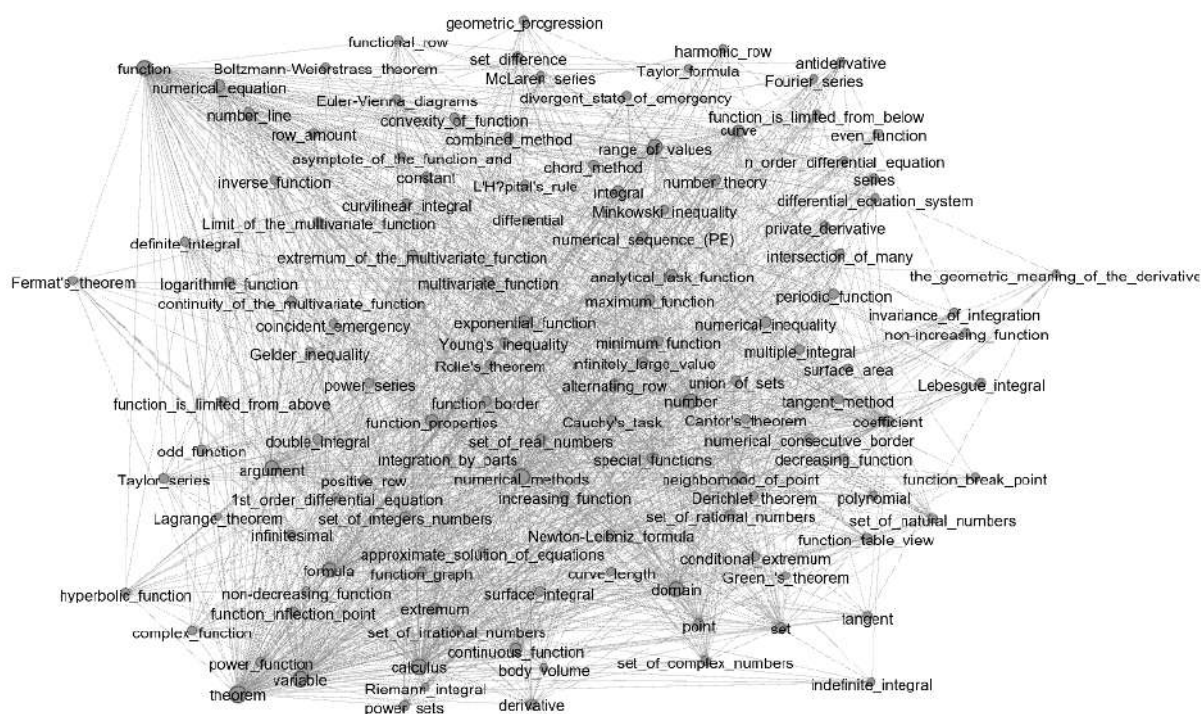 geometric_progression
functional_row
set_difference
harmonic_row
function
Boltzmann-Weierstrass_theorem
McLaren_series
Taylor_formula
antiderivative
Fourier_series
numerical_equation
Euler-Vienna_diagrams
divergent_state_of_emergency
number_line
convexity_of_function
function_is_limited_from_below
curve
even_function
row_amount
combined_method
range_of_values
asymptote_of_the_function_and
chord_method
n_order_differential_equation
inverse_function
constant
L'H?pital's_rule
integral
number_theory
series
curvilinear_integral
differential
Minkowski_inequality
differential_equation_system
Limit_of_the_multivariate_function
private_derivative
definite_integral
numerical_sequence_(PE)
extremum_of_the_multivariate_function
intersection_of_many
Fermat's_theorem
logarithmic_function
multivariate_function
analytical_task_function
the_geometric_meaning_of_the_derivative
continuity_of_the_multivariate_function
maximum_function
periodic_function
invariance_of_integration
coincident_emergency
exponential_function
numerical_inequality
non-increasing_function
Gelder_inequality
Young's_inequality
minimum_function
multiple_integral
Rolle's_theorem
infinitely_large_value
surface_area
power_series
alternating_row
union_of_sets
Lebesgue_integral
function_is_limited_from_above
function_border
number
tangent_method
function_properties
Cauchy's_task
Cantor's_theorem
coefficient
odd_function
double_integral
set_of_real_numbers
numerical_consecutive_border
argument
integration_by_parts
special_functions
decreasing_function
Taylor_series
positive_row
numerical_methods
neighborhood_of_point
function_break_point
1st_order_differential_equation
increasing_function
Derichlet_theorem
polynomial
Lagrange_theorem
set_of_integers_numbers
set_of_rational_numbers
set_of_natural_numbers
infinitesimal
Newton-Leibniz_formula
function_table_view
approximate_solution_of_equations
conditional_extremum
formula
function_graph
curve_length
Green_'s_theorem
hyperbolic_function
non-decreasing_function
surface_integral
domain
function_inflection_point
extremum
tangent
complex_function
set_of_irrational_numbers
point
set
power_function
continuous_function
variable
calculus
body_volume
set_of_complex_numbers
theorem
Riemann_integral
indefinite_integral
power_sets
derivative